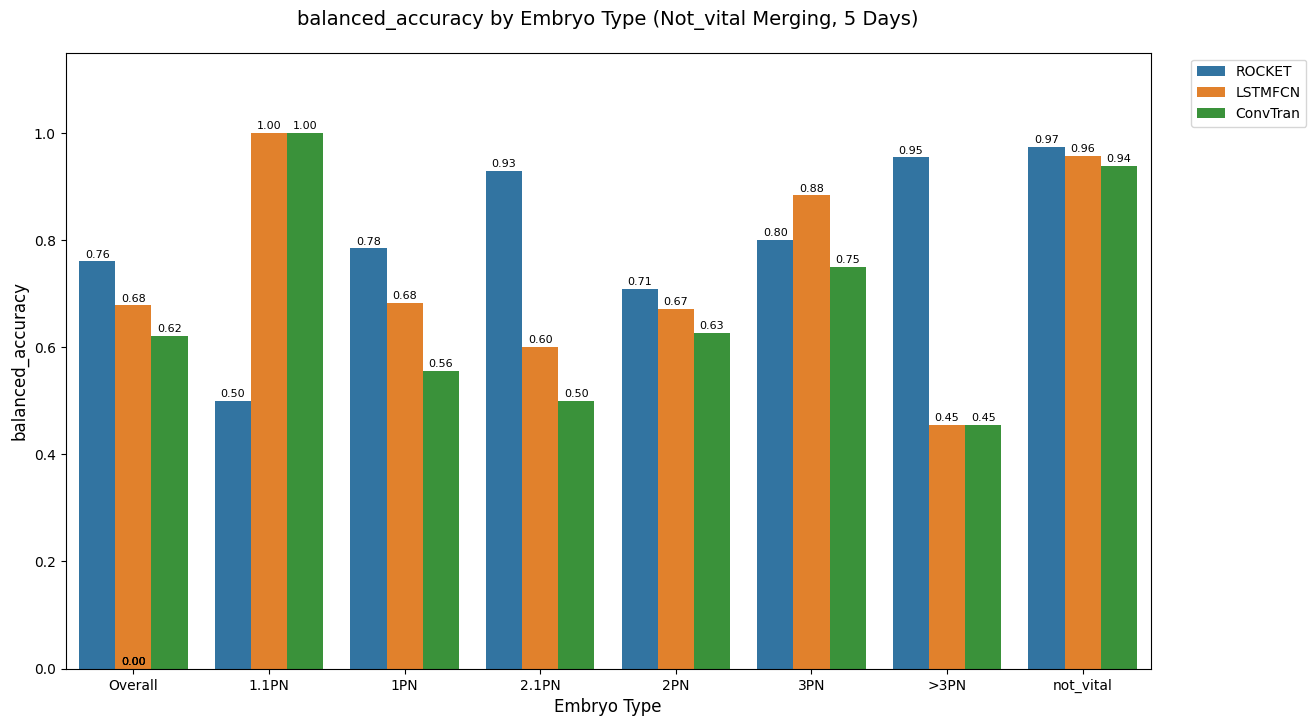 balanced_accuracy by Embryo Type (Not_vital Merging, 5 Days)
ROCKET
LSTMFCN
ConvTran
balanced_accuracy
1.0
0.8
0.6
0.4
0.2
0.0
0.76
0.68
0.62
0.00
0.50
1.00
1.00
0.78
0.68
0.56
0.93
0.60
0.50
0.71
0.67
0.63
0.80
0.88
0.75
0.95
0.45
0.45
0.97
0.96
0.94
Overall
1.1PN
1PN
2.1PN
2PN
3PN
>3PN
not_vital
Embryo Type